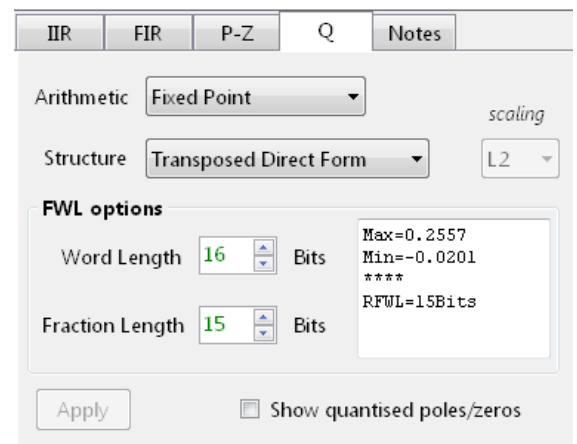 IIR FIR P-Z Q Notes
Arithmetic Fixed Point
scaling
Structure Transposed Direct Form L2
FWL options
Word Length 16 Bits
Fraction Length 15 Bits
Max=0.2557
Min=-0.0201
****
RFWL=15Bits
Apply Show quantised poles/zeros